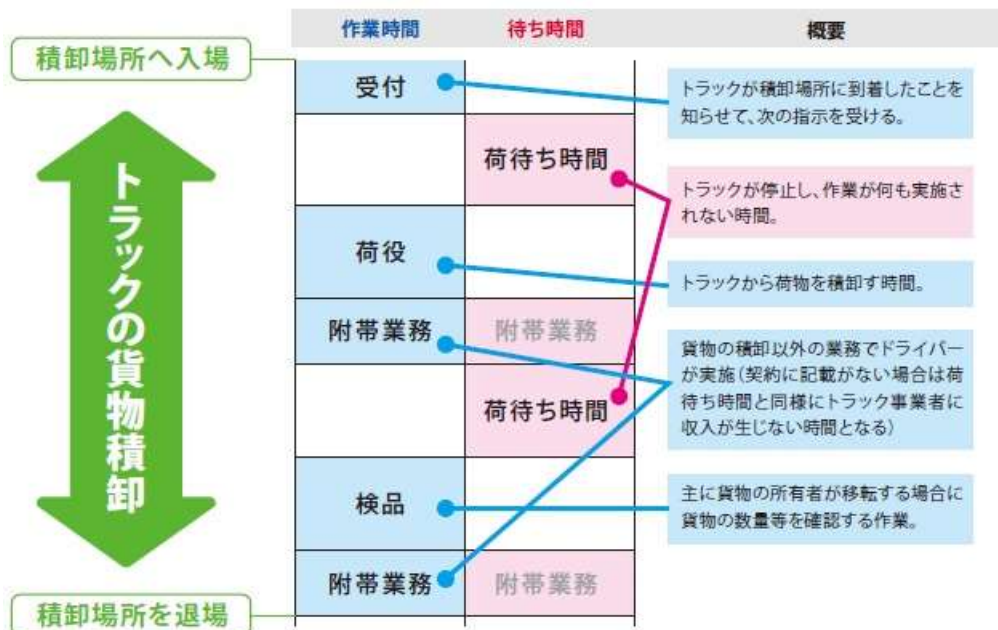 作業時間 待ち時間 概要
積卸場所へ入場
トラックの貨物積卸
積卸場所を退場
受付
荷待ち時間
荷役
附帯業務 附帯業務
荷待ち時間
検品
附帯業務 附帯業務
トラックが積卸場所に到着したことを
知らせて、次の指示を受ける。
トラックが停止し、作業が何も実施さ
れない時間。
トラックから荷物を積卸す時間。
貨物の積卸以外の業務でドライバー
が実施(契約に記載がない場合は荷
待ち時間と同様にトラック事業者に
収入が生じない時間となる)
主に貨物の所有者が移転する場合に
貨物の数量等を確認する作業。